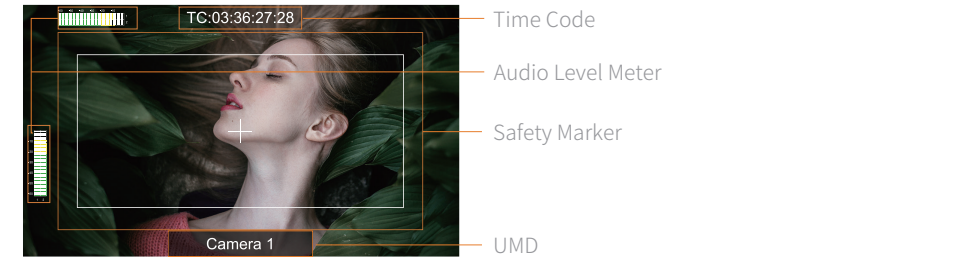 TC:03:36:27:28
Time Code
Audio Level Meter
Safety Marker
Camera 1
UMD